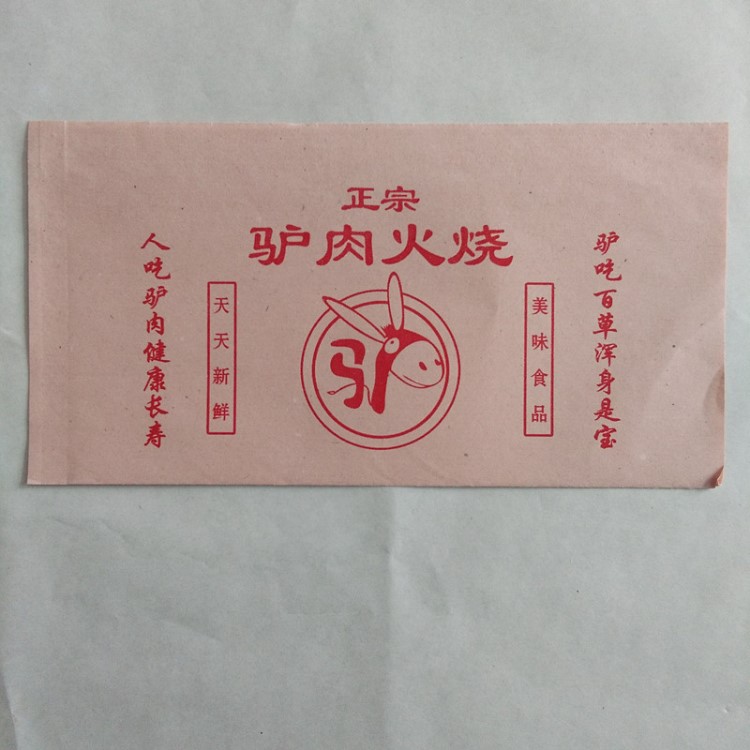 正宗
驴肉火烧
驴吃百草浑身是宝
美味食品
驴
天天新鲜
人吃驴肉健康长寿